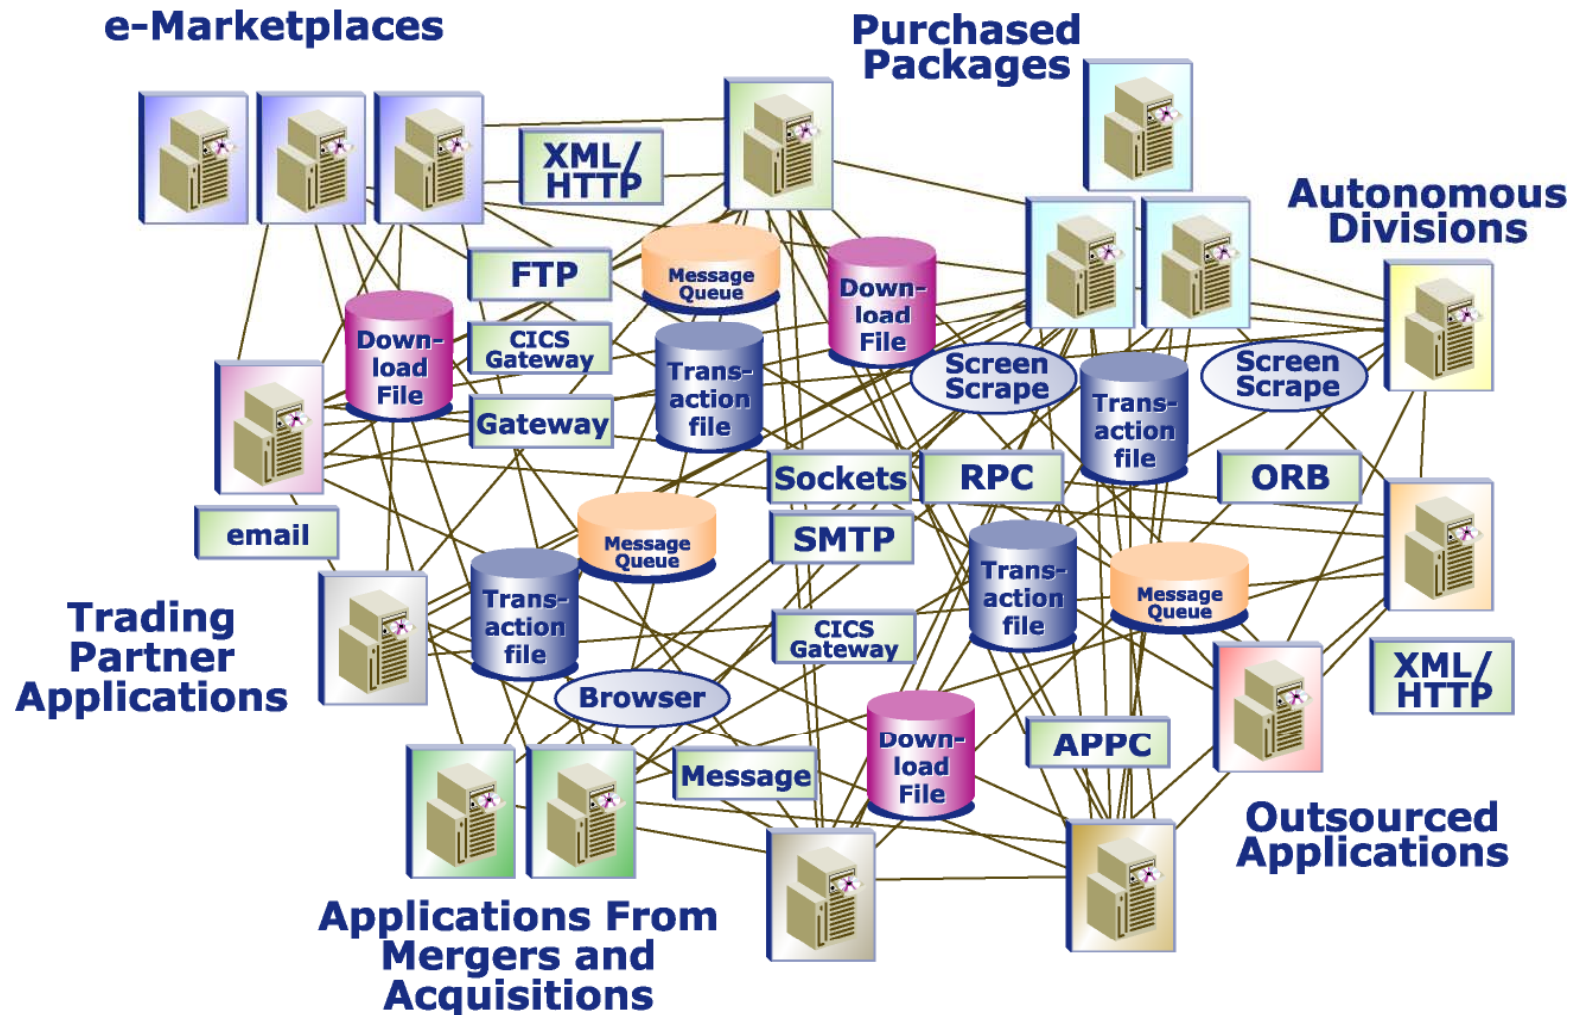 e-Marketplaces
Purchased
Packages
XML/
HTTP
Autonomous
Divisions
FTP
Message
Queue
Down-
load
File
Down-
load
File
CICS
Gateway
Trans-
action
file
Screen
Scrape
Screen
Scrape
Trans-
action
file
Gateway
Sockets
RPC
ORB
email
Message
Queue
SMTP
Trans-
action
file
Message
Queue
Trans-
action
file
Trading
Partner
Applications
CICS
Gateway
XML/
HTTP
Browser
Down-
load
File
APPC
Message
Outsourced
Applications
Applications From
Mergers and
Acquisitions